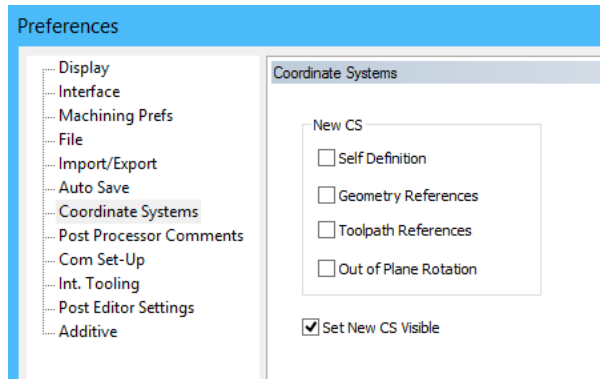 Preferences
Display
Interface
Machining Prefs
File
Import/Export
Auto Save
Coordinate Systems
Post Processor Comments
Com Set-Up
Int. Tooling
Post Editor Settings
Additive
Coordinate Systems
New CS
Self Definition
Geometry References
Toolpath References
Out of Plane Rotation
Set New CS Visible